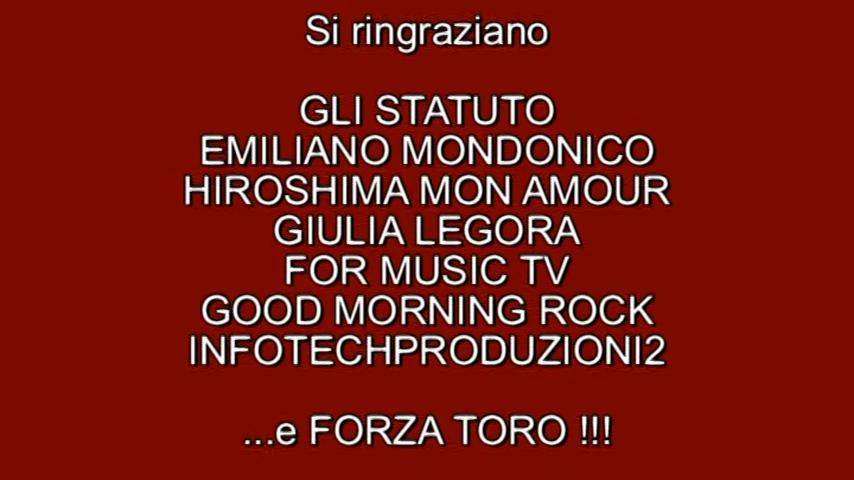 Si ringraziano
GLI STATUTO
EMILIANO MONDONICO
HIROSHIMA MON AMOUR
GIULIA LEGORA
FOR MUSIC TV
GOOD MORNING ROCK
INFOTECHPRODUZIONI2
...e FORZA TORO !!!